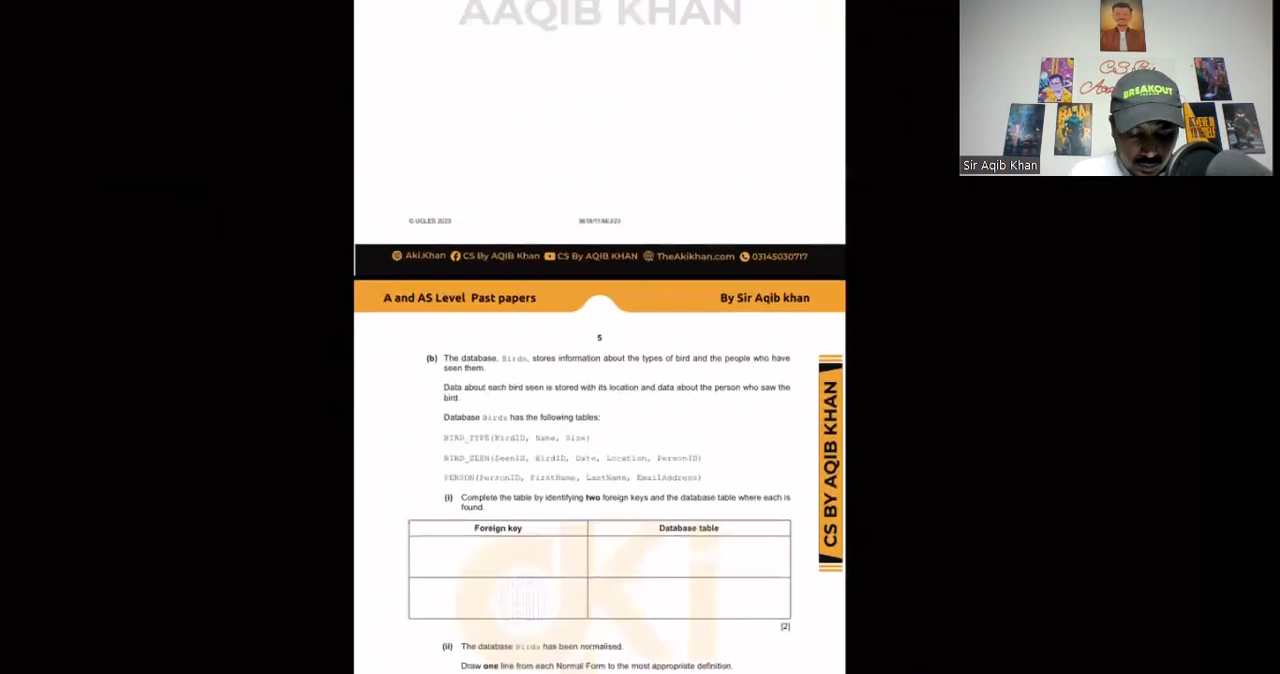 AAQIB KHAN
BREAKOUT
Sir Aqib Khan
© UCLES 2023
9618/11/M/J/23
Aki.Khan CS By AQIB Khan CS By AQIB KHAN TheAkikhan.com 03145030717
A and AS Level Past papers By Sir Aqib khan
5
(b) The database, Birds, stores information about the types of bird and the people who have
seen them.
Data about each bird seen is stored with its location and data about the person who saw the
bird.
Database Birds has the following tables:
BIRD_TYPE(BirdID, Name, Size)
BIRD_SEEN(SeenID, BirdID, Date, Location, PersonID)
PERSON(PersonID, FirstName, LastName, EmailAddress)
(i) Complete the table by identifying two foreign keys and the database table where each is
found.
Foreign key Database table
[2]
(ii) The database Birds has been normalised.
Draw one line from each Normal Form to the most appropriate definition.
CS BY AQIB KHAN